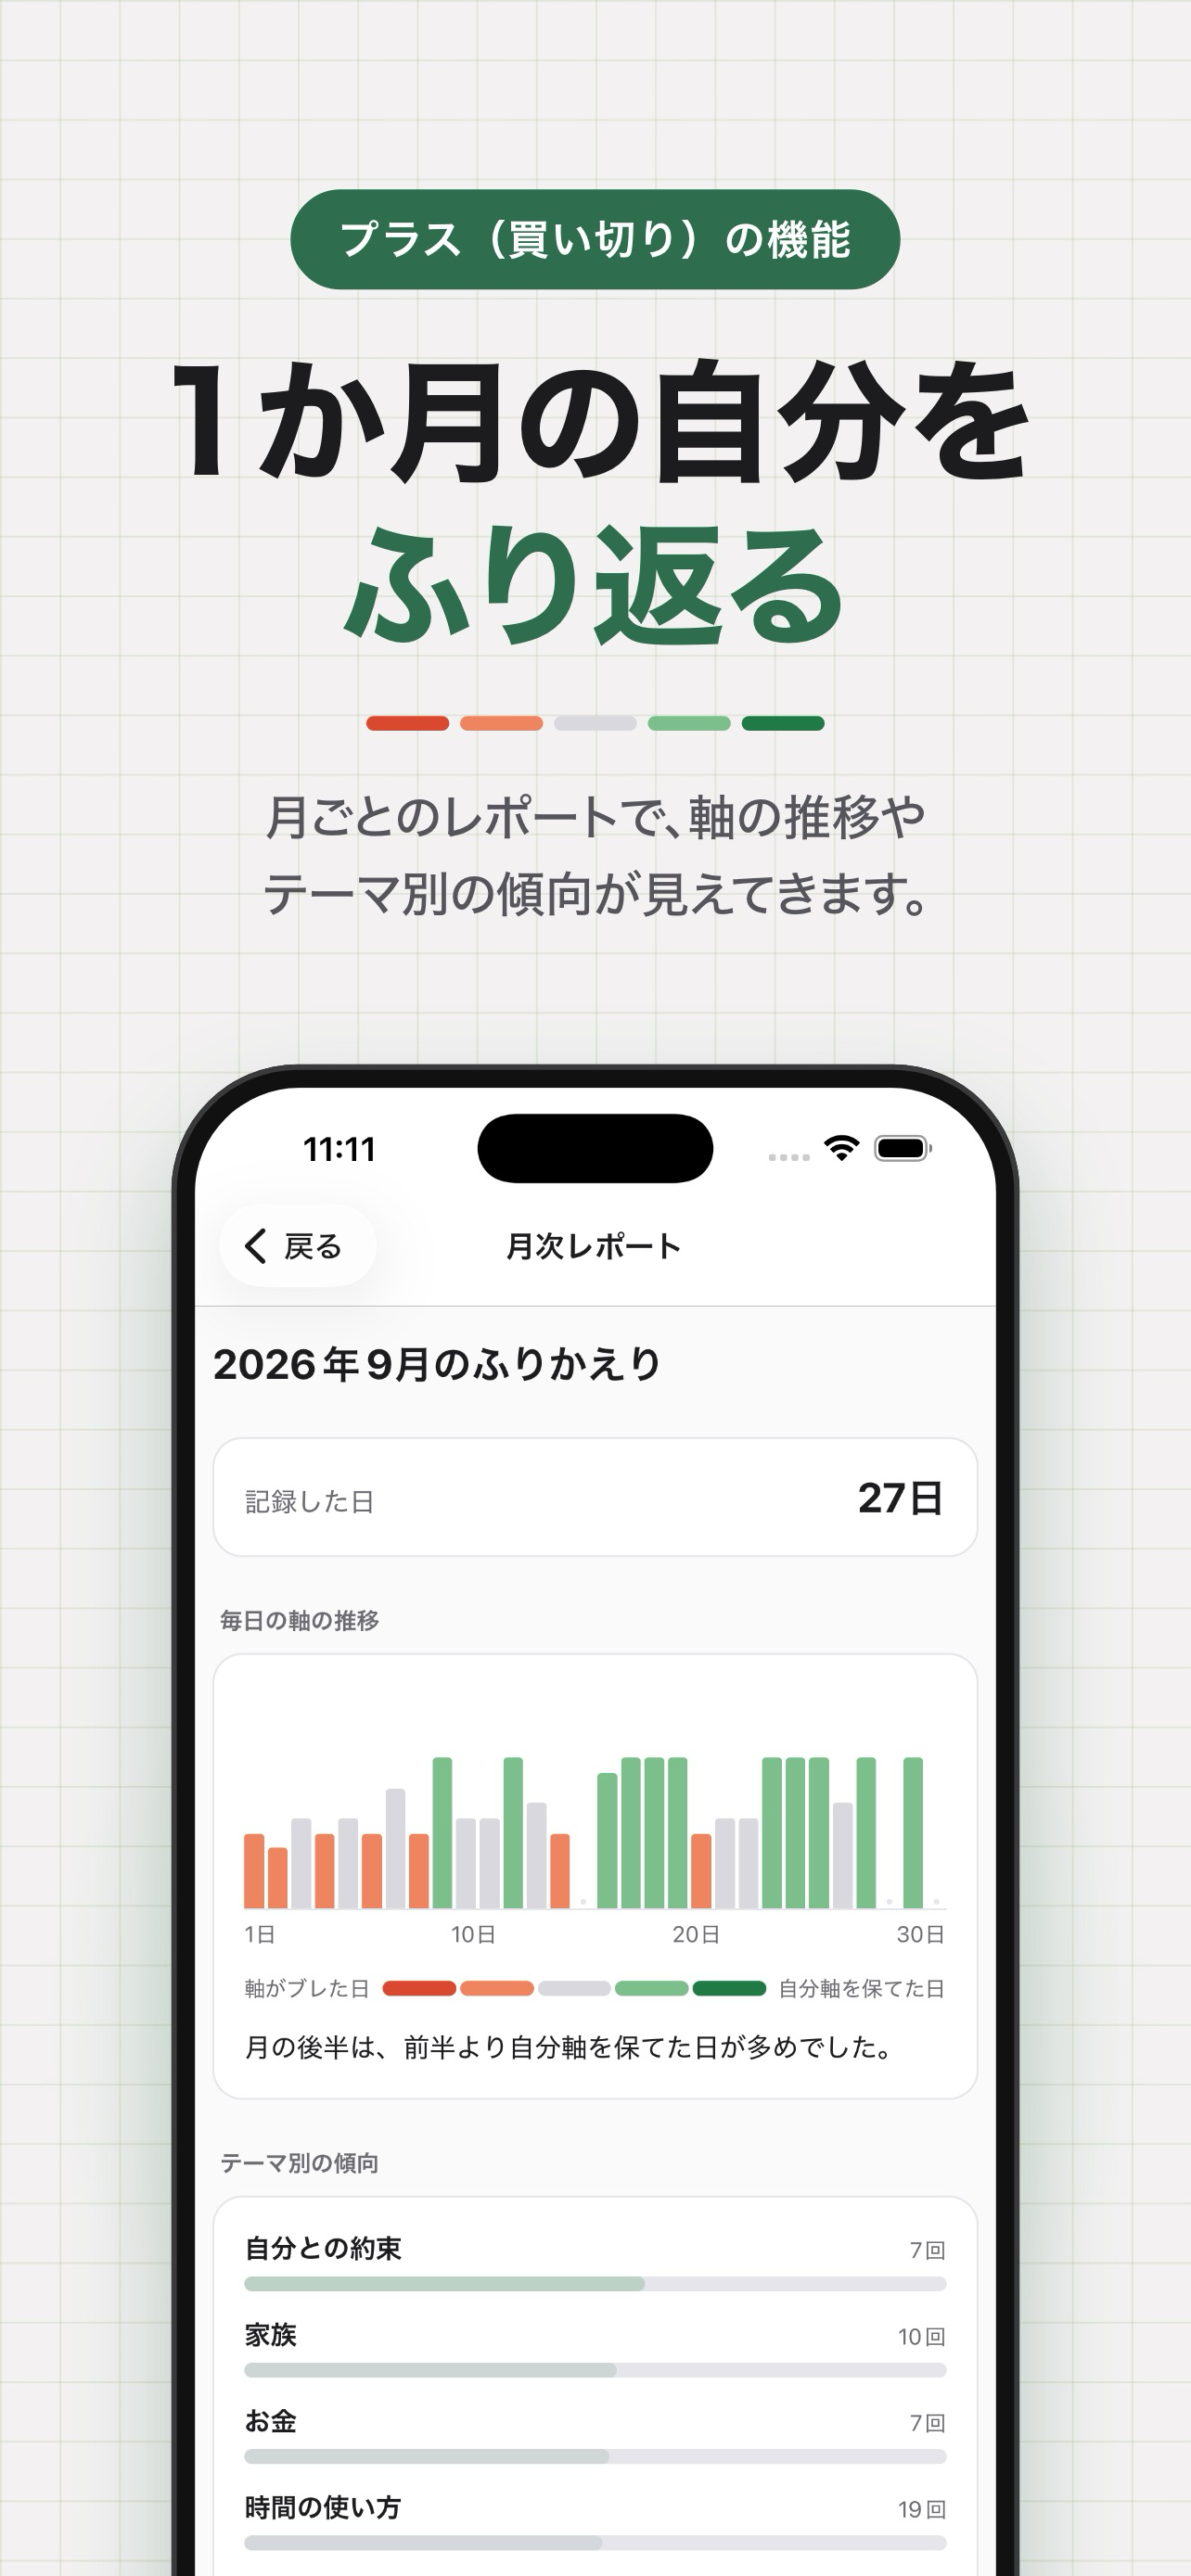 プラス（買い切り）の機能
1か月の自分を
ふり返る
月ごとのレポートで、軸の推移や
テーマ別の傾向が見えてきます。
11:11
戻る
月次レポート
2026年9月のふりかえり
記録した日
27日
毎日の軸の推移
1日 10日 20日 30日
軸がブレた日 自分軸を保てた日
月の後半は、前半より自分軸を保てた日が多めでした。
テーマ別の傾向
自分との約束 7回
家族 10回
お金 7回
時間の使い方 19回